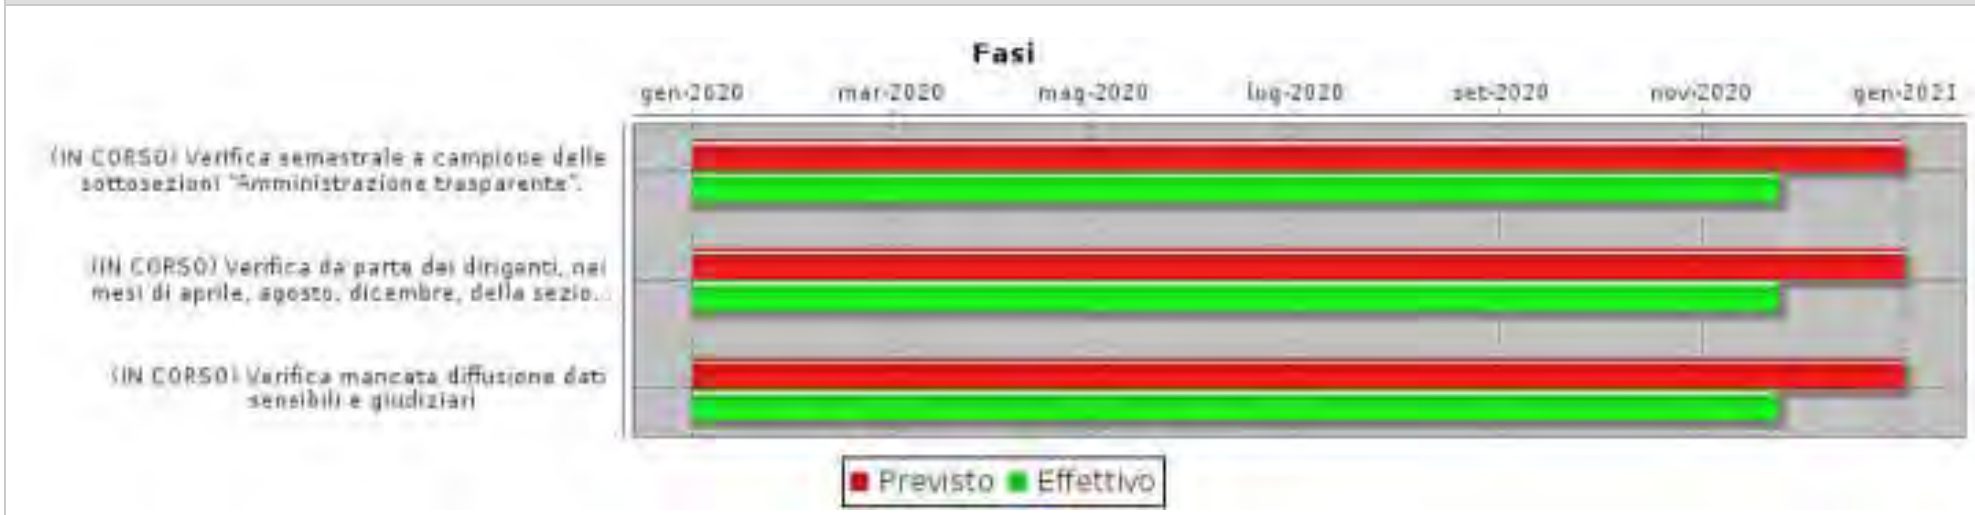 Fasi
gen-2020 mar-2020 mag-2020 lug-2020 set-2020 nov-2020 gen-2021
(IN CORSO) Verifica semestrale a campione delle
sottosezioni "Amministrazione trasparente".
(IN CORSO) Verifica da parte dei dirigenti, nei
mesi di aprile, agosto, dicembre, della sezio...
(IN CORSO) Verifica mancata diffusione dati
sensibili e giudiziari
Previsto Effettivo